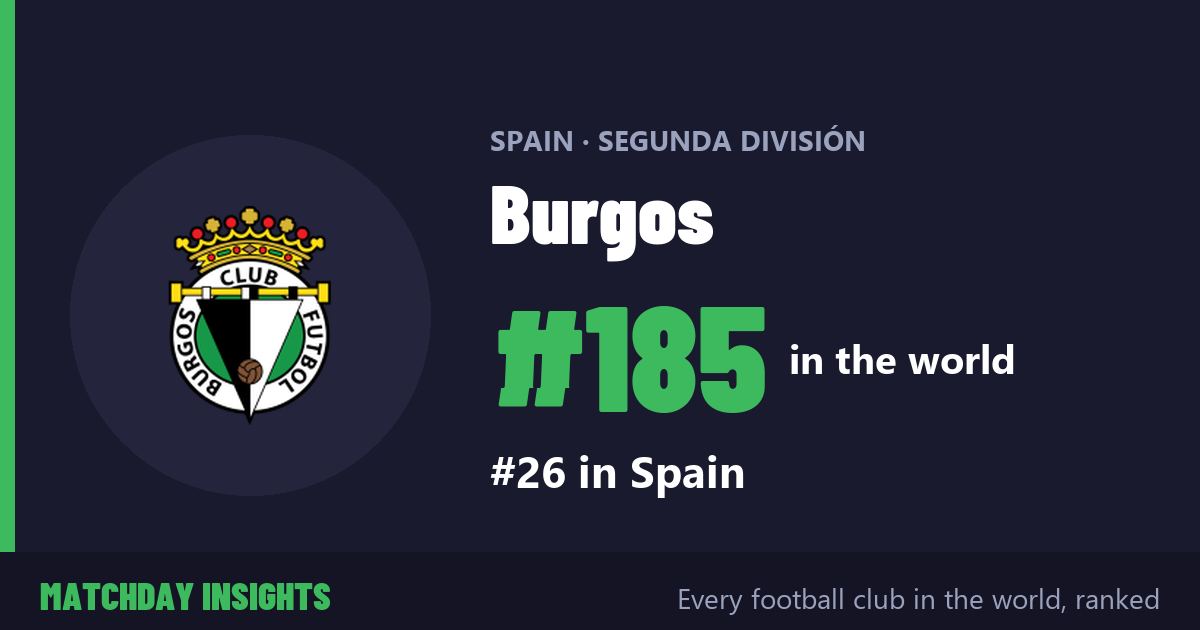 SPAIN · SEGUNDA DIVISIÓN
Burgos
#185 in the world
#26 in Spain
CLUB
BURGOS
FUTBOL
MATCHDAY INSIGHTS
Every football club in the world, ranked